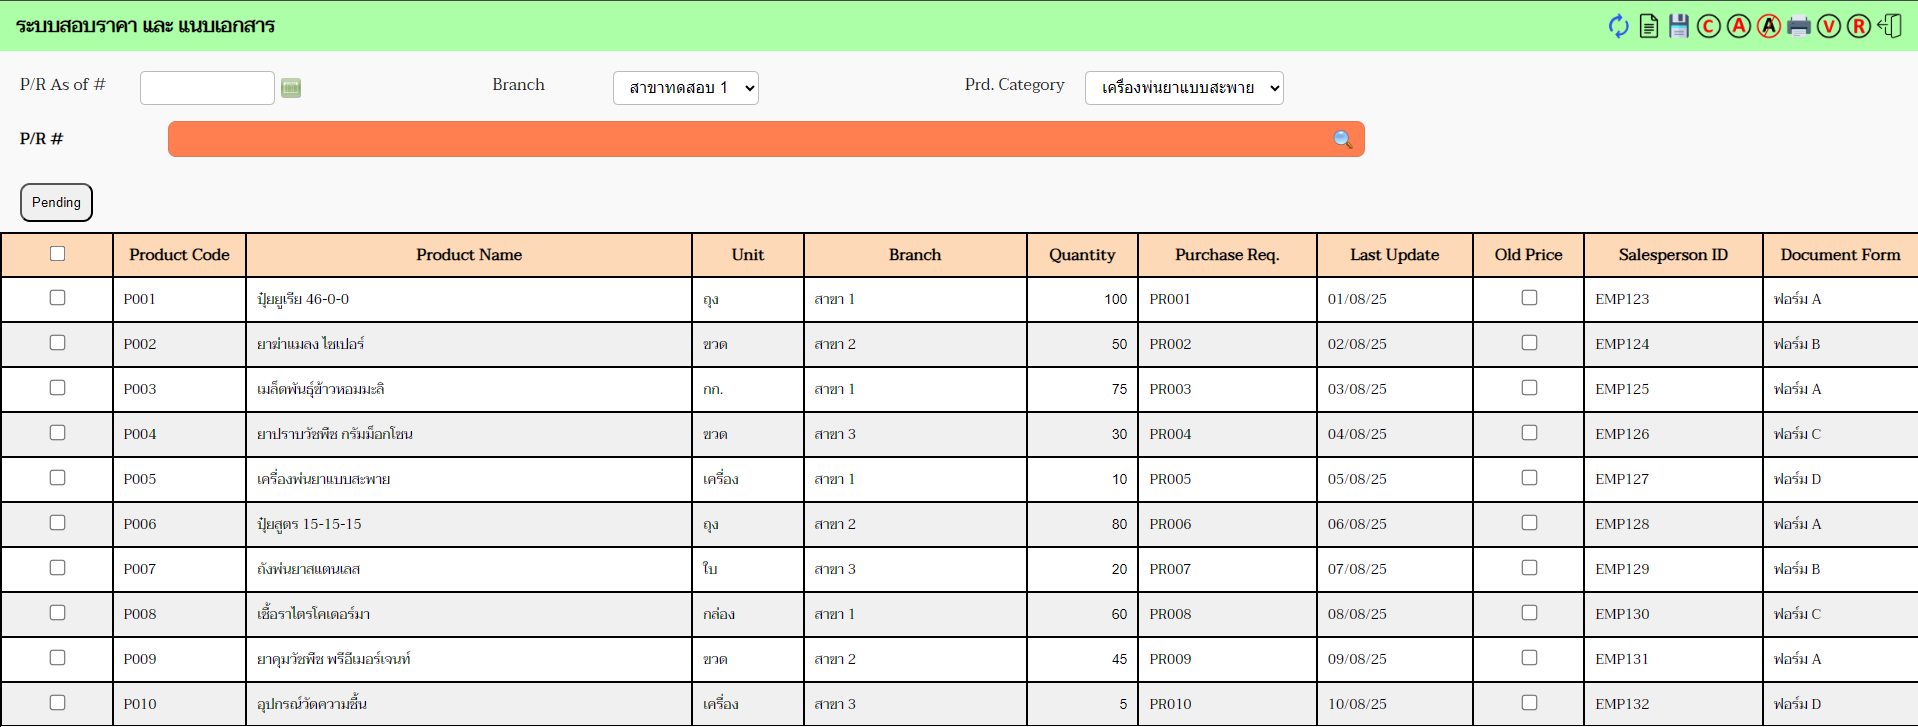 ระบบสอบราคา และ แนบเอกสาร
C A A V R
P/R As of # Branch สาขาทดสอบ 1 Prd. Category เครื่องพ่นยาแบบสะพาย
P/R #
Pending
Product Code Product Name Unit Branch Quantity Purchase Req. Last Update Old Price Salesperson ID Document Form
P001 ปุ๋ยยูเรีย 46-0-0 ถุง สาขา 1 100 PR001 01/08/25 EMP123 ฟอร์ม A
P002 ยาฆ่าแมลง ไซเปอร์ ขวด สาขา 2 50 PR002 02/08/25 EMP124 ฟอร์ม B
P003 เมล็ดพันธุ์ข้าวหอมมะลิ กก. สาขา 1 75 PR003 03/08/25 EMP125 ฟอร์ม A
P004 ยาปราบวัชพืช กรัมม็อกโซน ขวด สาขา 3 30 PR004 04/08/25 EMP126 ฟอร์ม C
P005 เครื่องพ่นยาแบบสะพาย เครื่อง สาขา 1 10 PR005 05/08/25 EMP127 ฟอร์ม D
P006 ปุ๋ยสูตร 15-15-15 ถุง สาขา 2 80 PR006 06/08/25 EMP128 ฟอร์ม A
P007 ถังพ่นยาสแตนเลส ใบ สาขา 3 20 PR007 07/08/25 EMP129 ฟอร์ม B
P008 เชื้อราไตรโคเดอร์มา กล่อง สาขา 1 60 PR008 08/08/25 EMP130 ฟอร์ม C
P009 ยาคุมวัชพืช พรีอีเมอร์เจนท์ ขวด สาขา 2 45 PR009 09/08/25 EMP131 ฟอร์ม A
P010 อุปกรณ์วัดความชื้น เครื่อง สาขา 3 5 PR010 10/08/25 EMP132 ฟอร์ม D